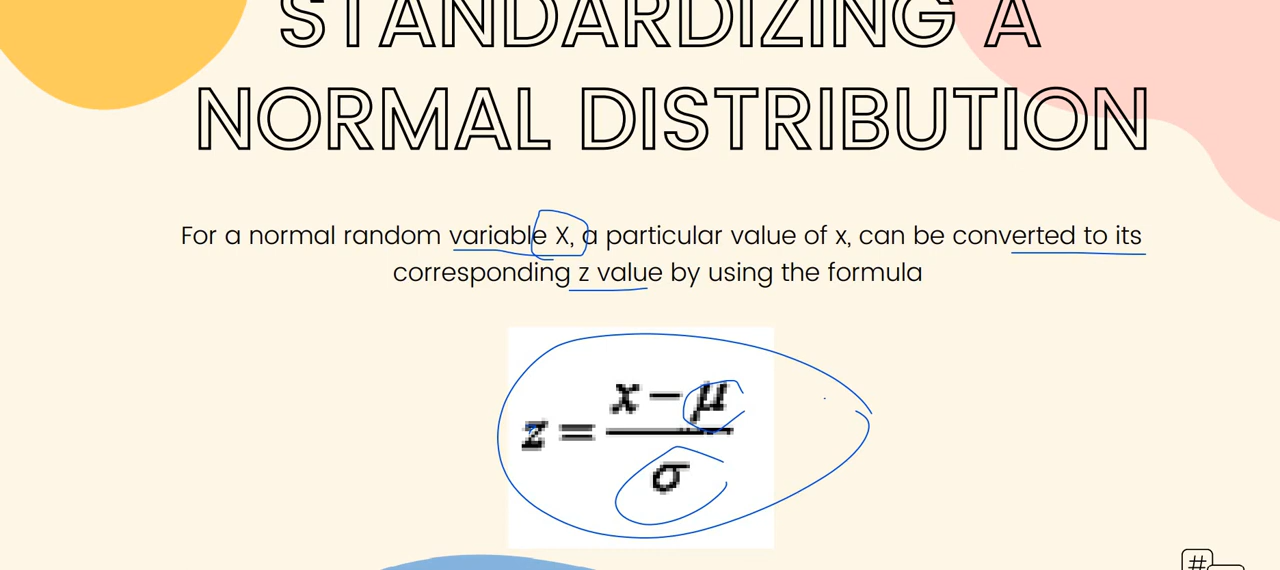 STANDARDIZING A
NORMAL DISTRIBUTION
For a normal random variable X, a particular value of x, can be converted to its
corresponding z value by using the formula
z = (x − μ) / σ
#